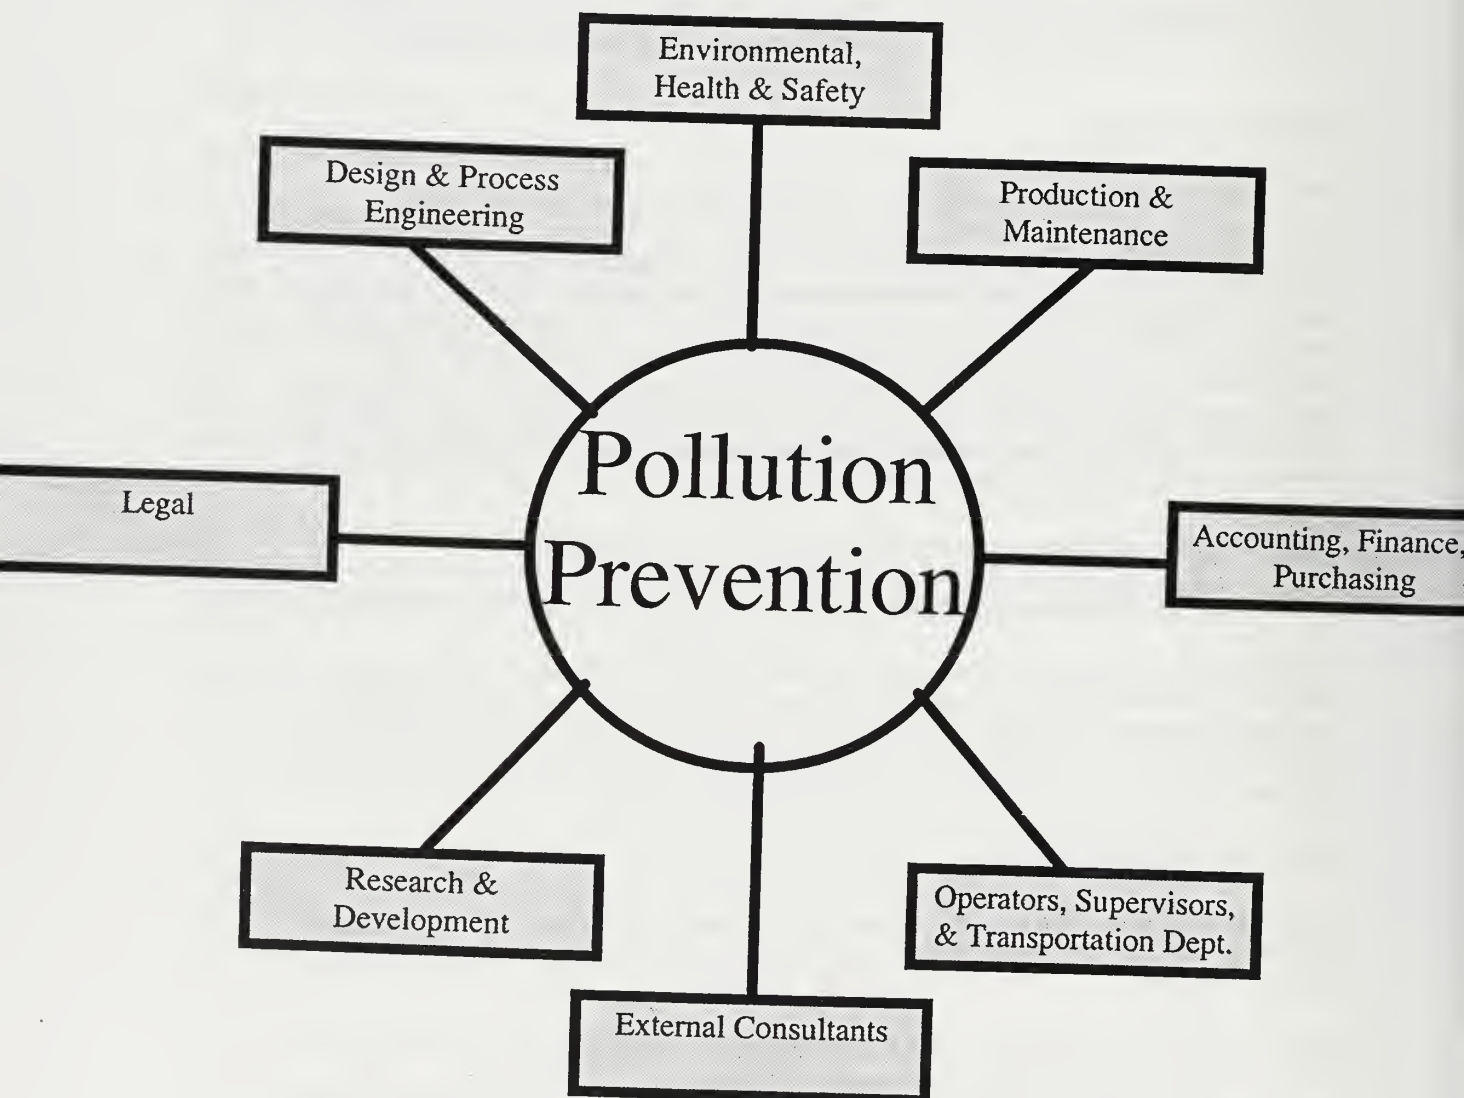 Environmental,
Health & Safety
Design & Process
Engineering
Production &
Maintenance
Pollution
Prevention
Legal
Accounting, Finance,
Purchasing
Research &
Development
Operators, Supervisors,
& Transportation Dept.
External Consultants